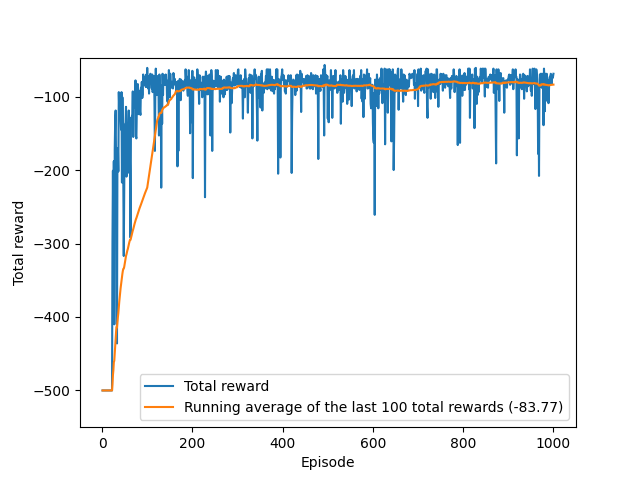 −100
−200
−300
−400
−500
Total reward
0
200
400
600
800
1000
Episode
Total reward
Running average of the last 100 total rewards (-83.77)